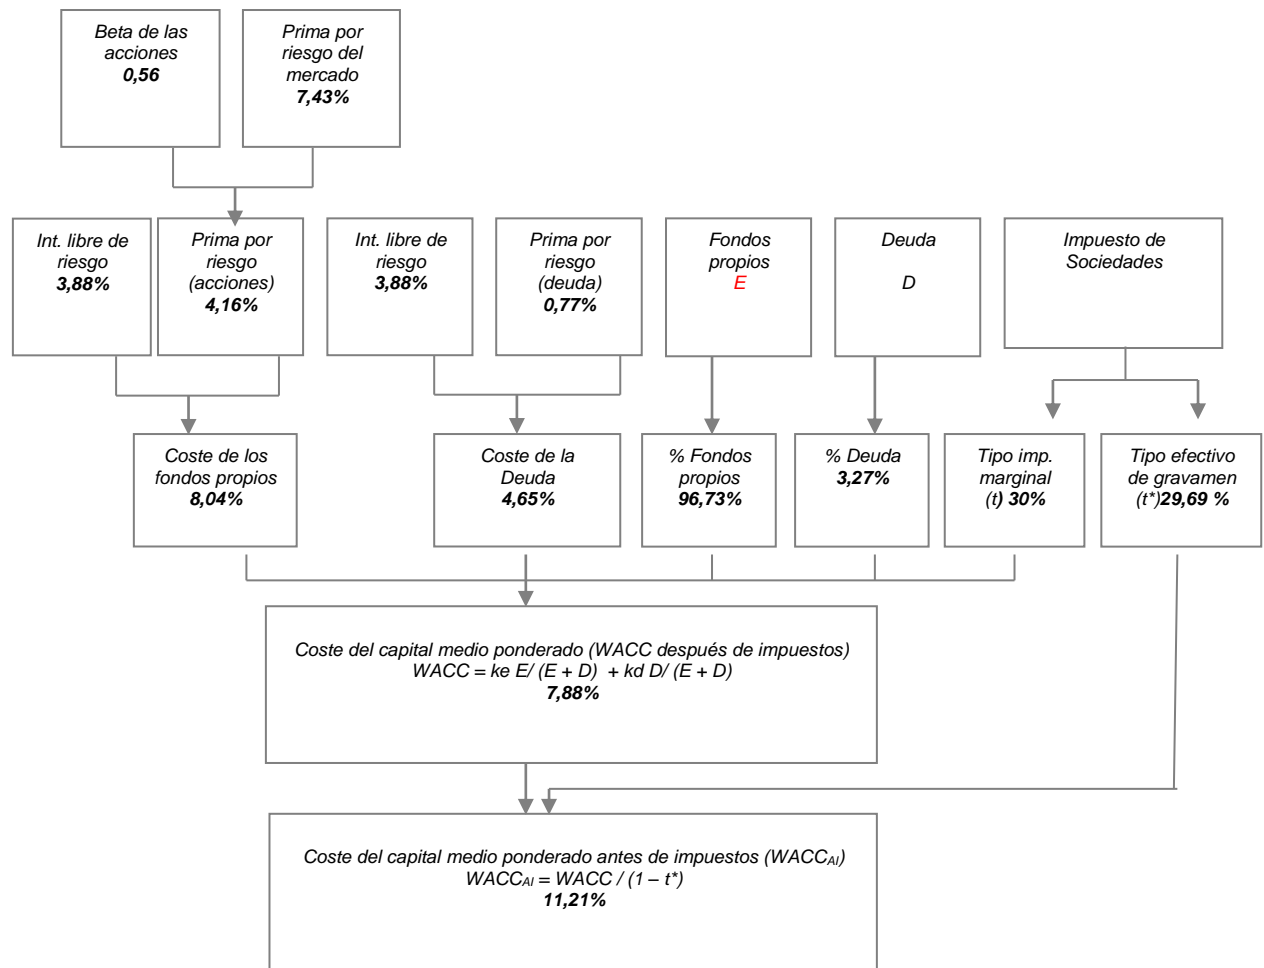 Beta de las
acciones
0,56
Prima por
riesgo del
mercado
7,43%
Int. libre de
riesgo
3,88%
Prima por
riesgo
(acciones)
4,16%
Int. libre de
riesgo
3,88%
Prima por
riesgo
(deuda)
0,77%
Fondos
propios
E
Deuda
D
Impuesto de
Sociedades
Coste de los
fondos propios
8,04%
Coste de la
Deuda
4,65%
% Fondos
propios
96,73%
% Deuda
3,27%
Tipo imp.
marginal
(t) 30%
Tipo efectivo
de gravamen
(t*)29,69 %
Coste del capital medio ponderado (WACC después de impuestos)
WACC = ke E/ (E + D) + kd D/ (E + D)
7,88%
Coste del capital medio ponderado antes de impuestos (WACCAI)
WACCAI = WACC / (1 – t*)
11,21%